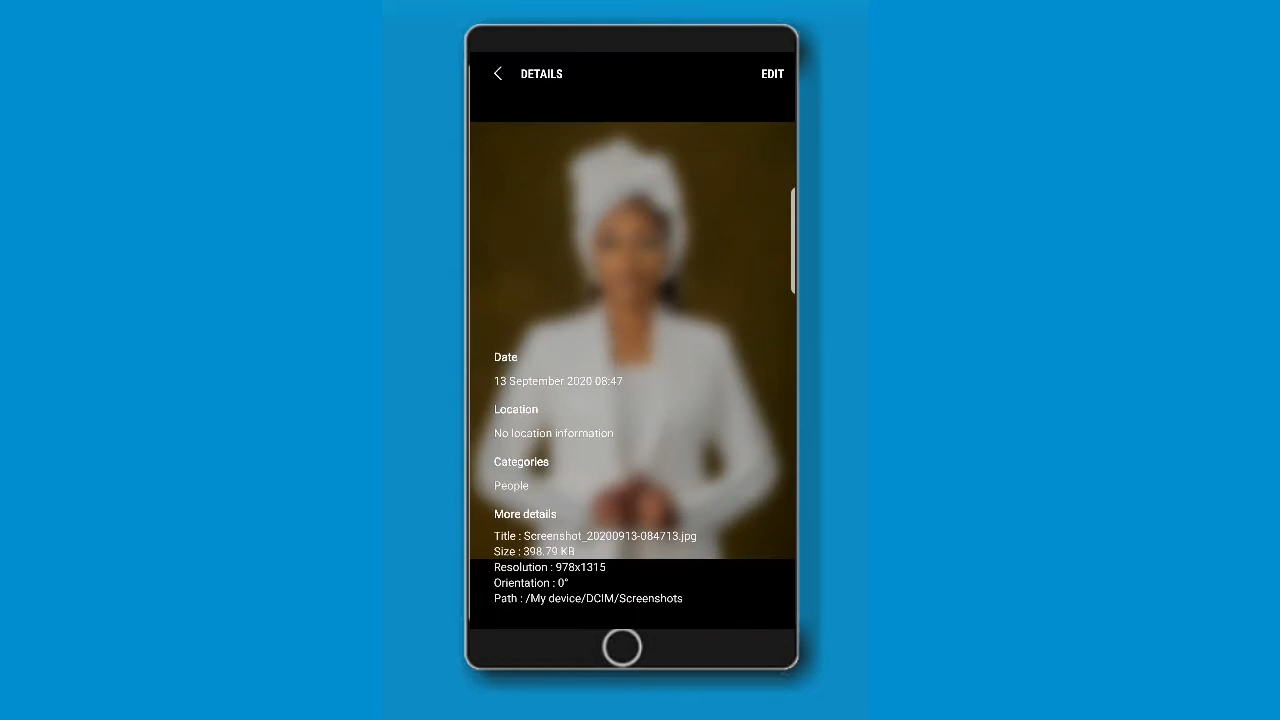 DETAILS EDIT
Date
13 September 2020 08:47
Location
No location information
Categories
People
More details
Title : Screenshot_20200913-084713.jpg
Size : 398.79 KB
Resolution : 978x1315
Orientation : 0°
Path : /My device/DCIM/Screenshots